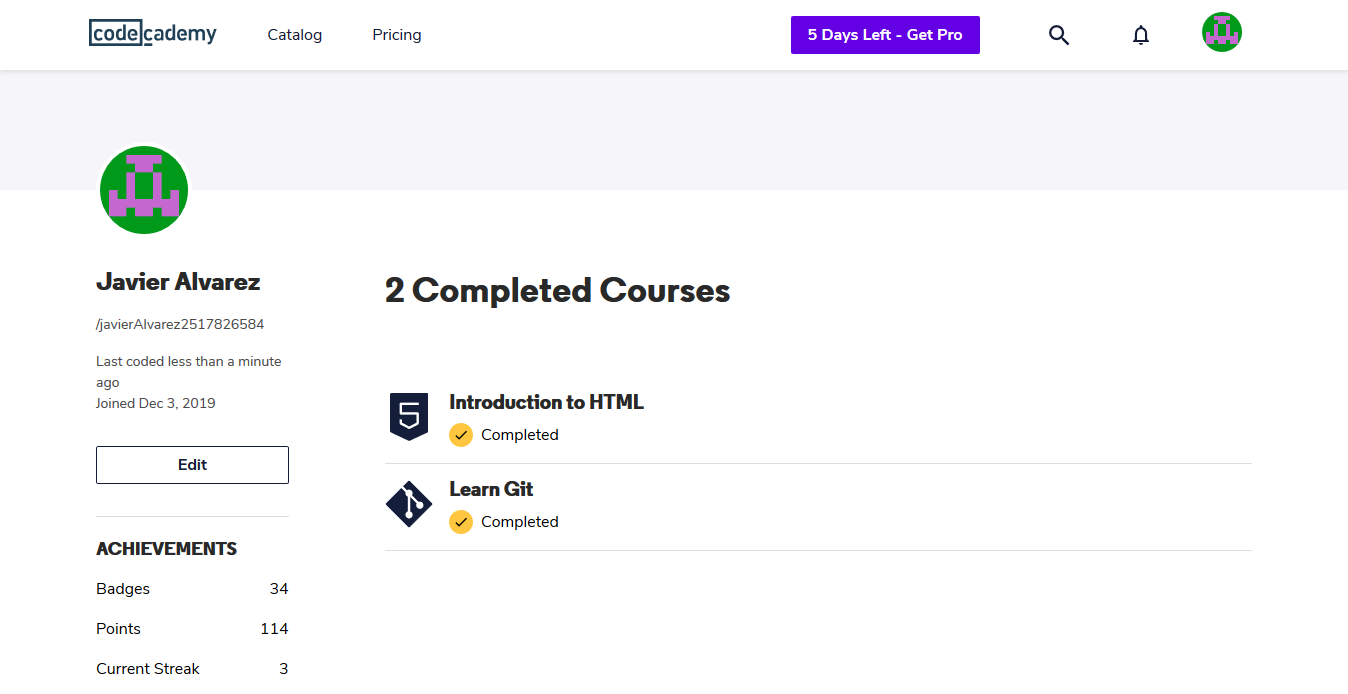 codecademy
Catalog
Pricing
5 Days Left - Get Pro
Javier Alvarez
/javierAlvarez2517826584
Last coded less than a minute
ago
Joined Dec 3, 2019
Edit
ACHIEVEMENTS
Badges 34
Points 114
Current Streak 3
2 Completed Courses
5
Introduction to HTML
Completed
Learn Git
Completed